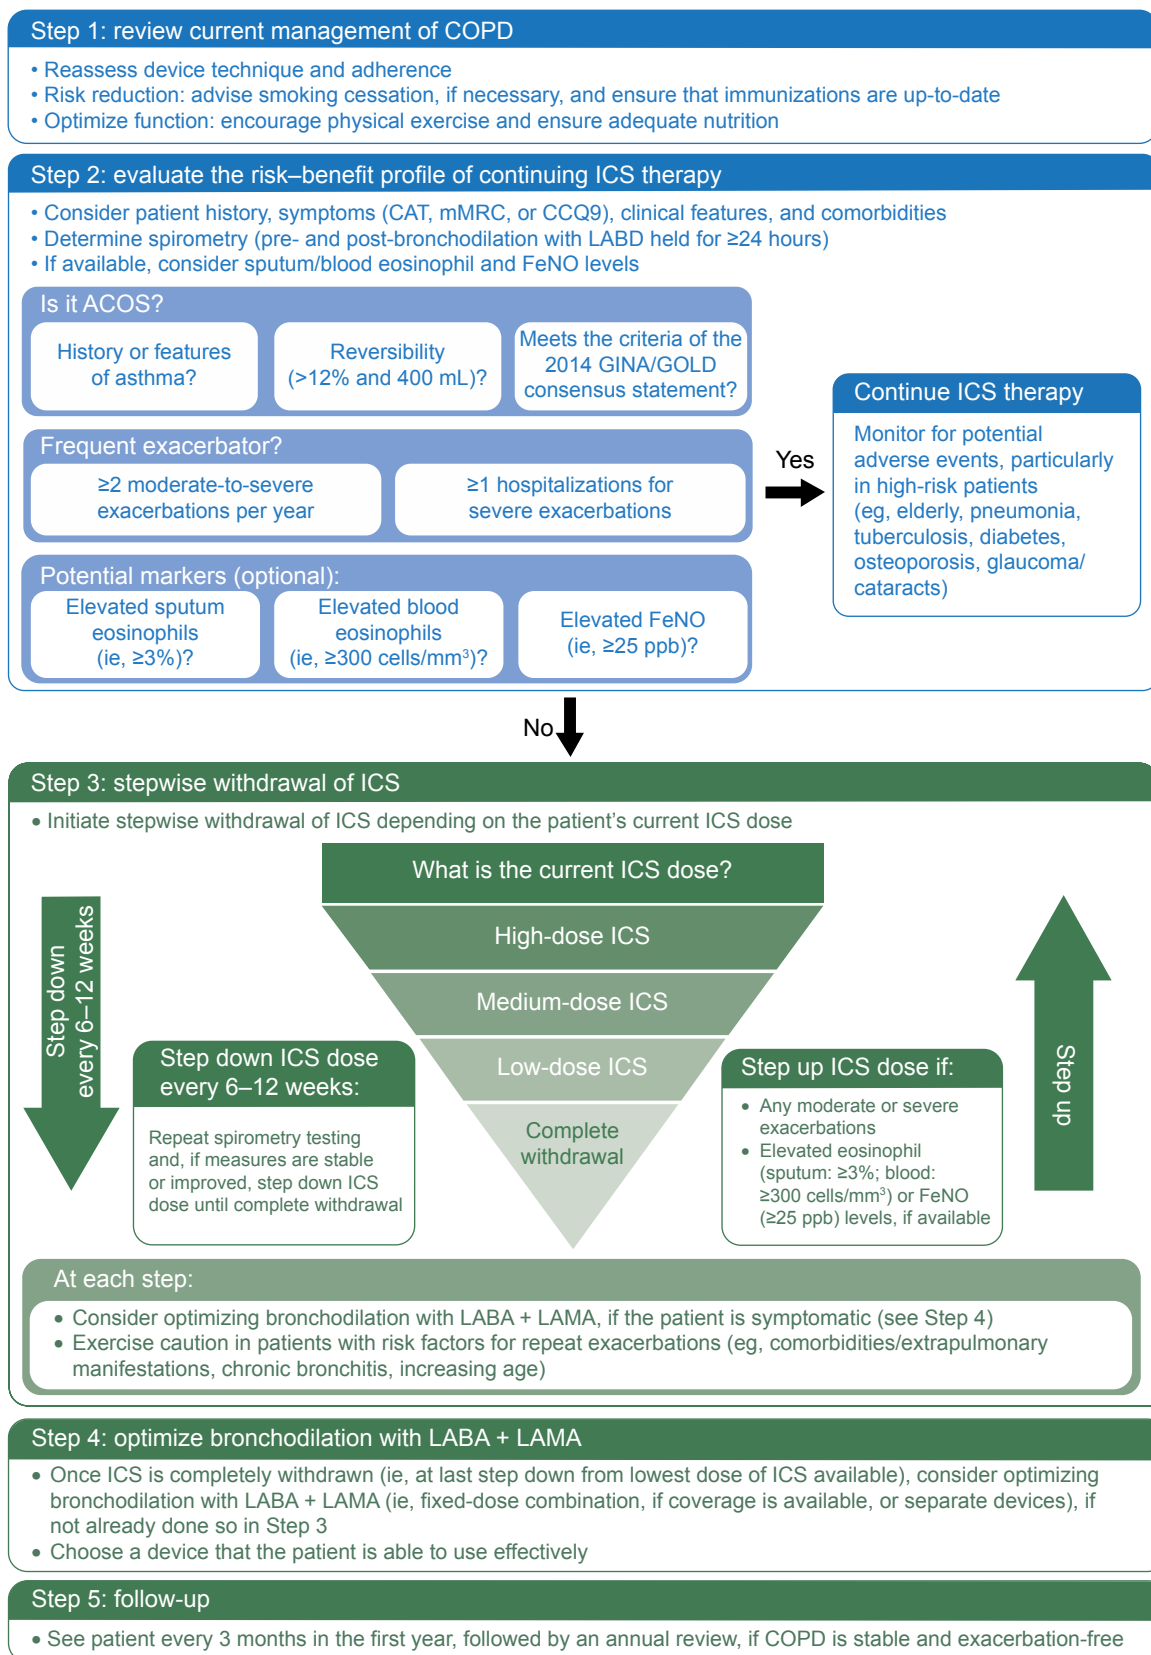 Step 1: review current management of COPD
• Reassess device technique and adherence
• Risk reduction: advise smoking cessation, if necessary, and ensure that immunizations are up-to-date
• Optimize function: encourage physical exercise and ensure adequate nutrition
Step 2: evaluate the risk–benefit profile of continuing ICS therapy
• Consider patient history, symptoms (CAT, mMRC, or CCQ9), clinical features, and comorbidities
• Determine spirometry (pre- and post-bronchodilation with LABD held for ≥24 hours)
• If available, consider sputum/blood eosinophil and FeNO levels
Is it ACOS?
History or features
of asthma?
Reversibility
(>12% and 400 mL)?
Meets the criteria of the
2014 GINA/GOLD
consensus statement?
Frequent exacerbator?
≥2 moderate-to-severe
exacerbations per year
≥1 hospitalizations for
severe exacerbations
Potential markers (optional):
Elevated sputum
eosinophils
(ie, ≥3%)?
Elevated blood
eosinophils
(ie, ≥300 cells/mm³)?
Elevated FeNO
(ie, ≥25 ppb)?
Yes
Continue ICS therapy
Monitor for potential
adverse events, particularly
in high-risk patients
(eg, elderly, pneumonia,
tuberculosis, diabetes,
osteoporosis, glaucoma/
cataracts)
No
Step 3: stepwise withdrawal of ICS
• Initiate stepwise withdrawal of ICS depending on the patient's current ICS dose
What is the current ICS dose?
High-dose ICS
Medium-dose ICS
Low-dose ICS
Complete
withdrawal
Step down
every 6–12 weeks
Step down ICS dose
every 6–12 weeks:
Repeat spirometry testing
and, if measures are stable
or improved, step down ICS
dose until complete withdrawal
Step up ICS dose if:
• Any moderate or severe
exacerbations
• Elevated eosinophil
(sputum: ≥3%; blood:
≥300 cells/mm³) or FeNO
(≥25 ppb) levels, if available
Step up
At each step:
• Consider optimizing bronchodilation with LABA + LAMA, if the patient is symptomatic (see Step 4)
• Exercise caution in patients with risk factors for repeat exacerbations (eg, comorbidities/extrapulmonary
manifestations, chronic bronchitis, increasing age)
Step 4: optimize bronchodilation with LABA + LAMA
• Once ICS is completely withdrawn (ie, at last step down from lowest dose of ICS available), consider optimizing
bronchodilation with LABA + LAMA (ie, fixed-dose combination, if coverage is available, or separate devices), if
not already done so in Step 3
• Choose a device that the patient is able to use effectively
Step 5: follow-up
• See patient every 3 months in the first year, followed by an annual review, if COPD is stable and exacerbation-free